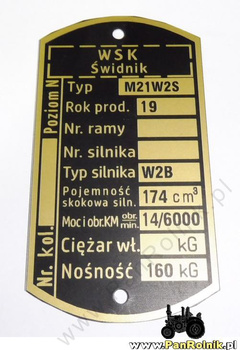 WSK
Świdnik
Poziom N
Nr. kol.
Typ M21W2S
Rok prod. 19
Nr. ramy
Nr. silnika
Typ silnika W2B
Pojemność skokowa siln. 174 cm³
Moc i obr.KM obr./min. 14/6000
Ciężar wł. kG
Nośność 160 kG
www.PanRolnik.pl
PanRolnik.pl